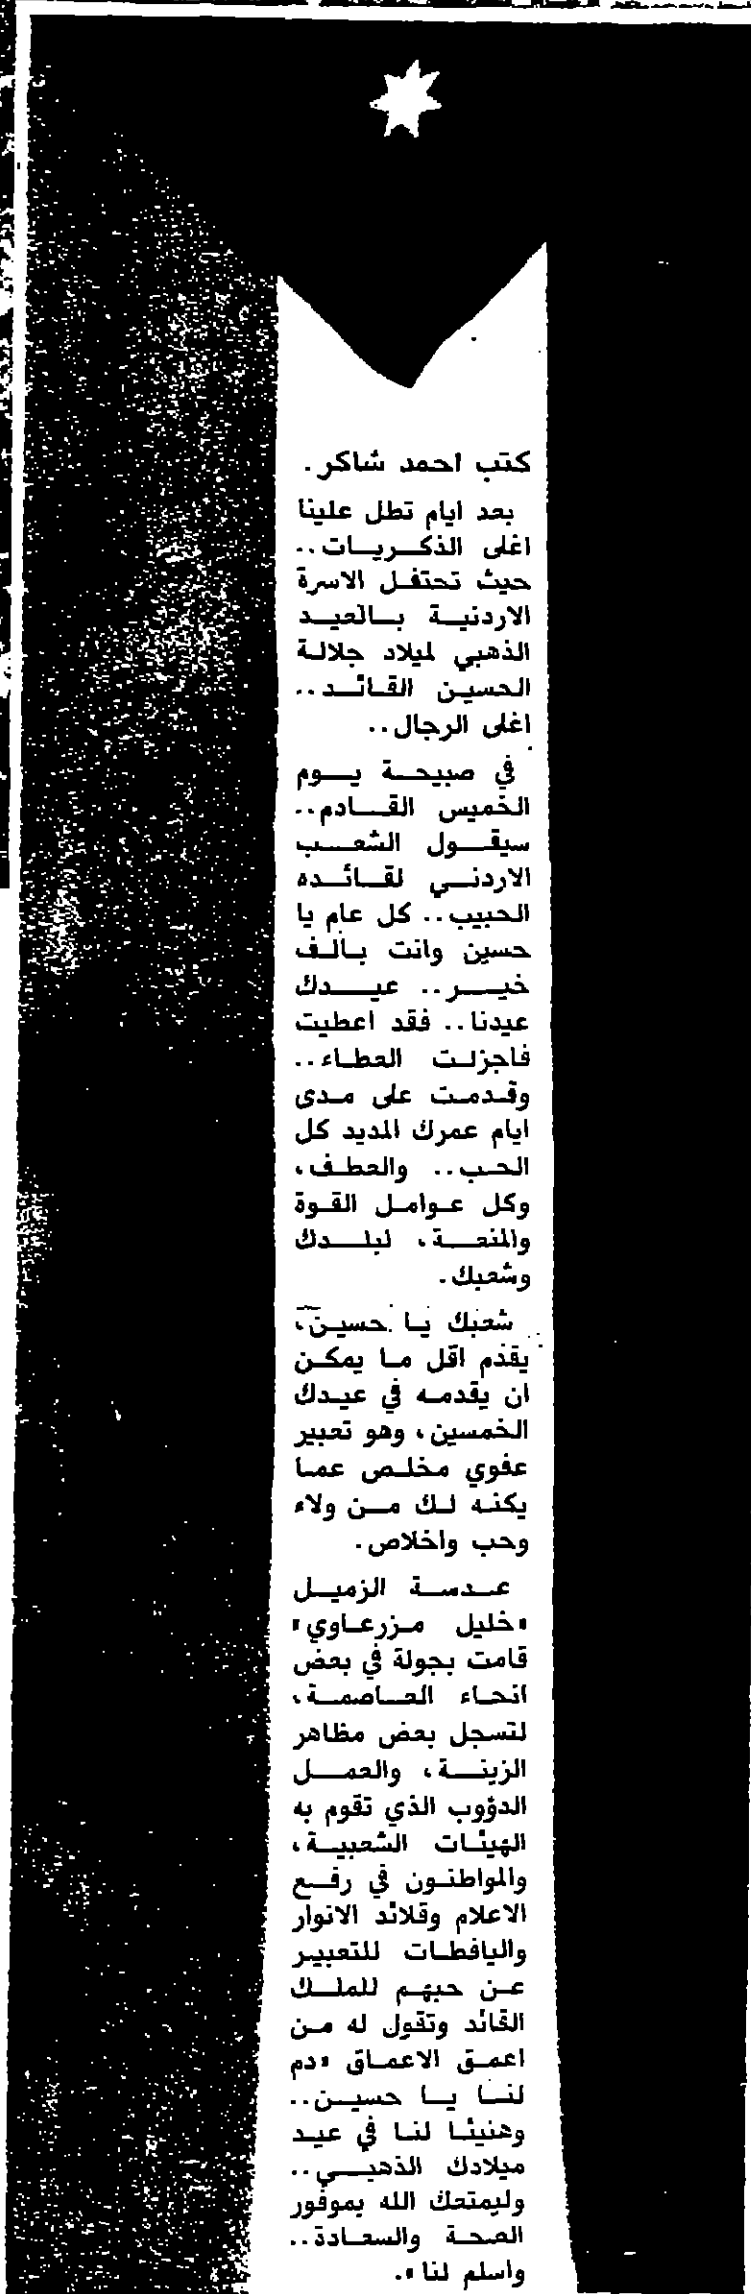 كتب احمد شاكر.
بعد ايام تطل علينا
اغلى الذكريات..
حيث تحتفل الاسرة
الاردنية بالعيد
الذهبي لميلاد جلالة
الحسين القائد..
اغلى الرجال..
في صبيحة يوم
الخميس القادم..
سيقول الشعب
الاردني لقائده
الحبيب.. كل عام يا
حسين وانت بالف
خير.. عيدك
عيدنا.. فقد اعطيت
فاجزلت العطاء..
وقدمت على مدى
ايام عمرك المديد كل
الحب.. والعطف،
وكل عوامل القوة
والمنعة، لبلدك
وشعبك.
شعبك يا حسين،
يقدم اقل ما يمكن
ان يقدمه في عيدك
الخمسين، وهو تعبير
عفوي مخلص عما
يكنه لك من ولاء
وحب واخلاص.
عدسة الزميل
«خليل مزرعاوي»
قامت بجولة في بعض
انحاء العاصمة،
لتسجل بعض مظاهر
الزينة، والعمل
الدؤوب الذي تقوم به
الهيئات الشعبية،
والمواطنون في رفع
الاعلام وقلائد الانوار
واليافطات للتعبير
عن حبهم للملك
القائد وتقول له من
اعمق الاعماق «دم
لنا يا حسين..
وهنيئا لنا في عيد
ميلادك الذهبي..
وليمتعك الله بموفور
الصحة والسعادة..
واسلم لنا».